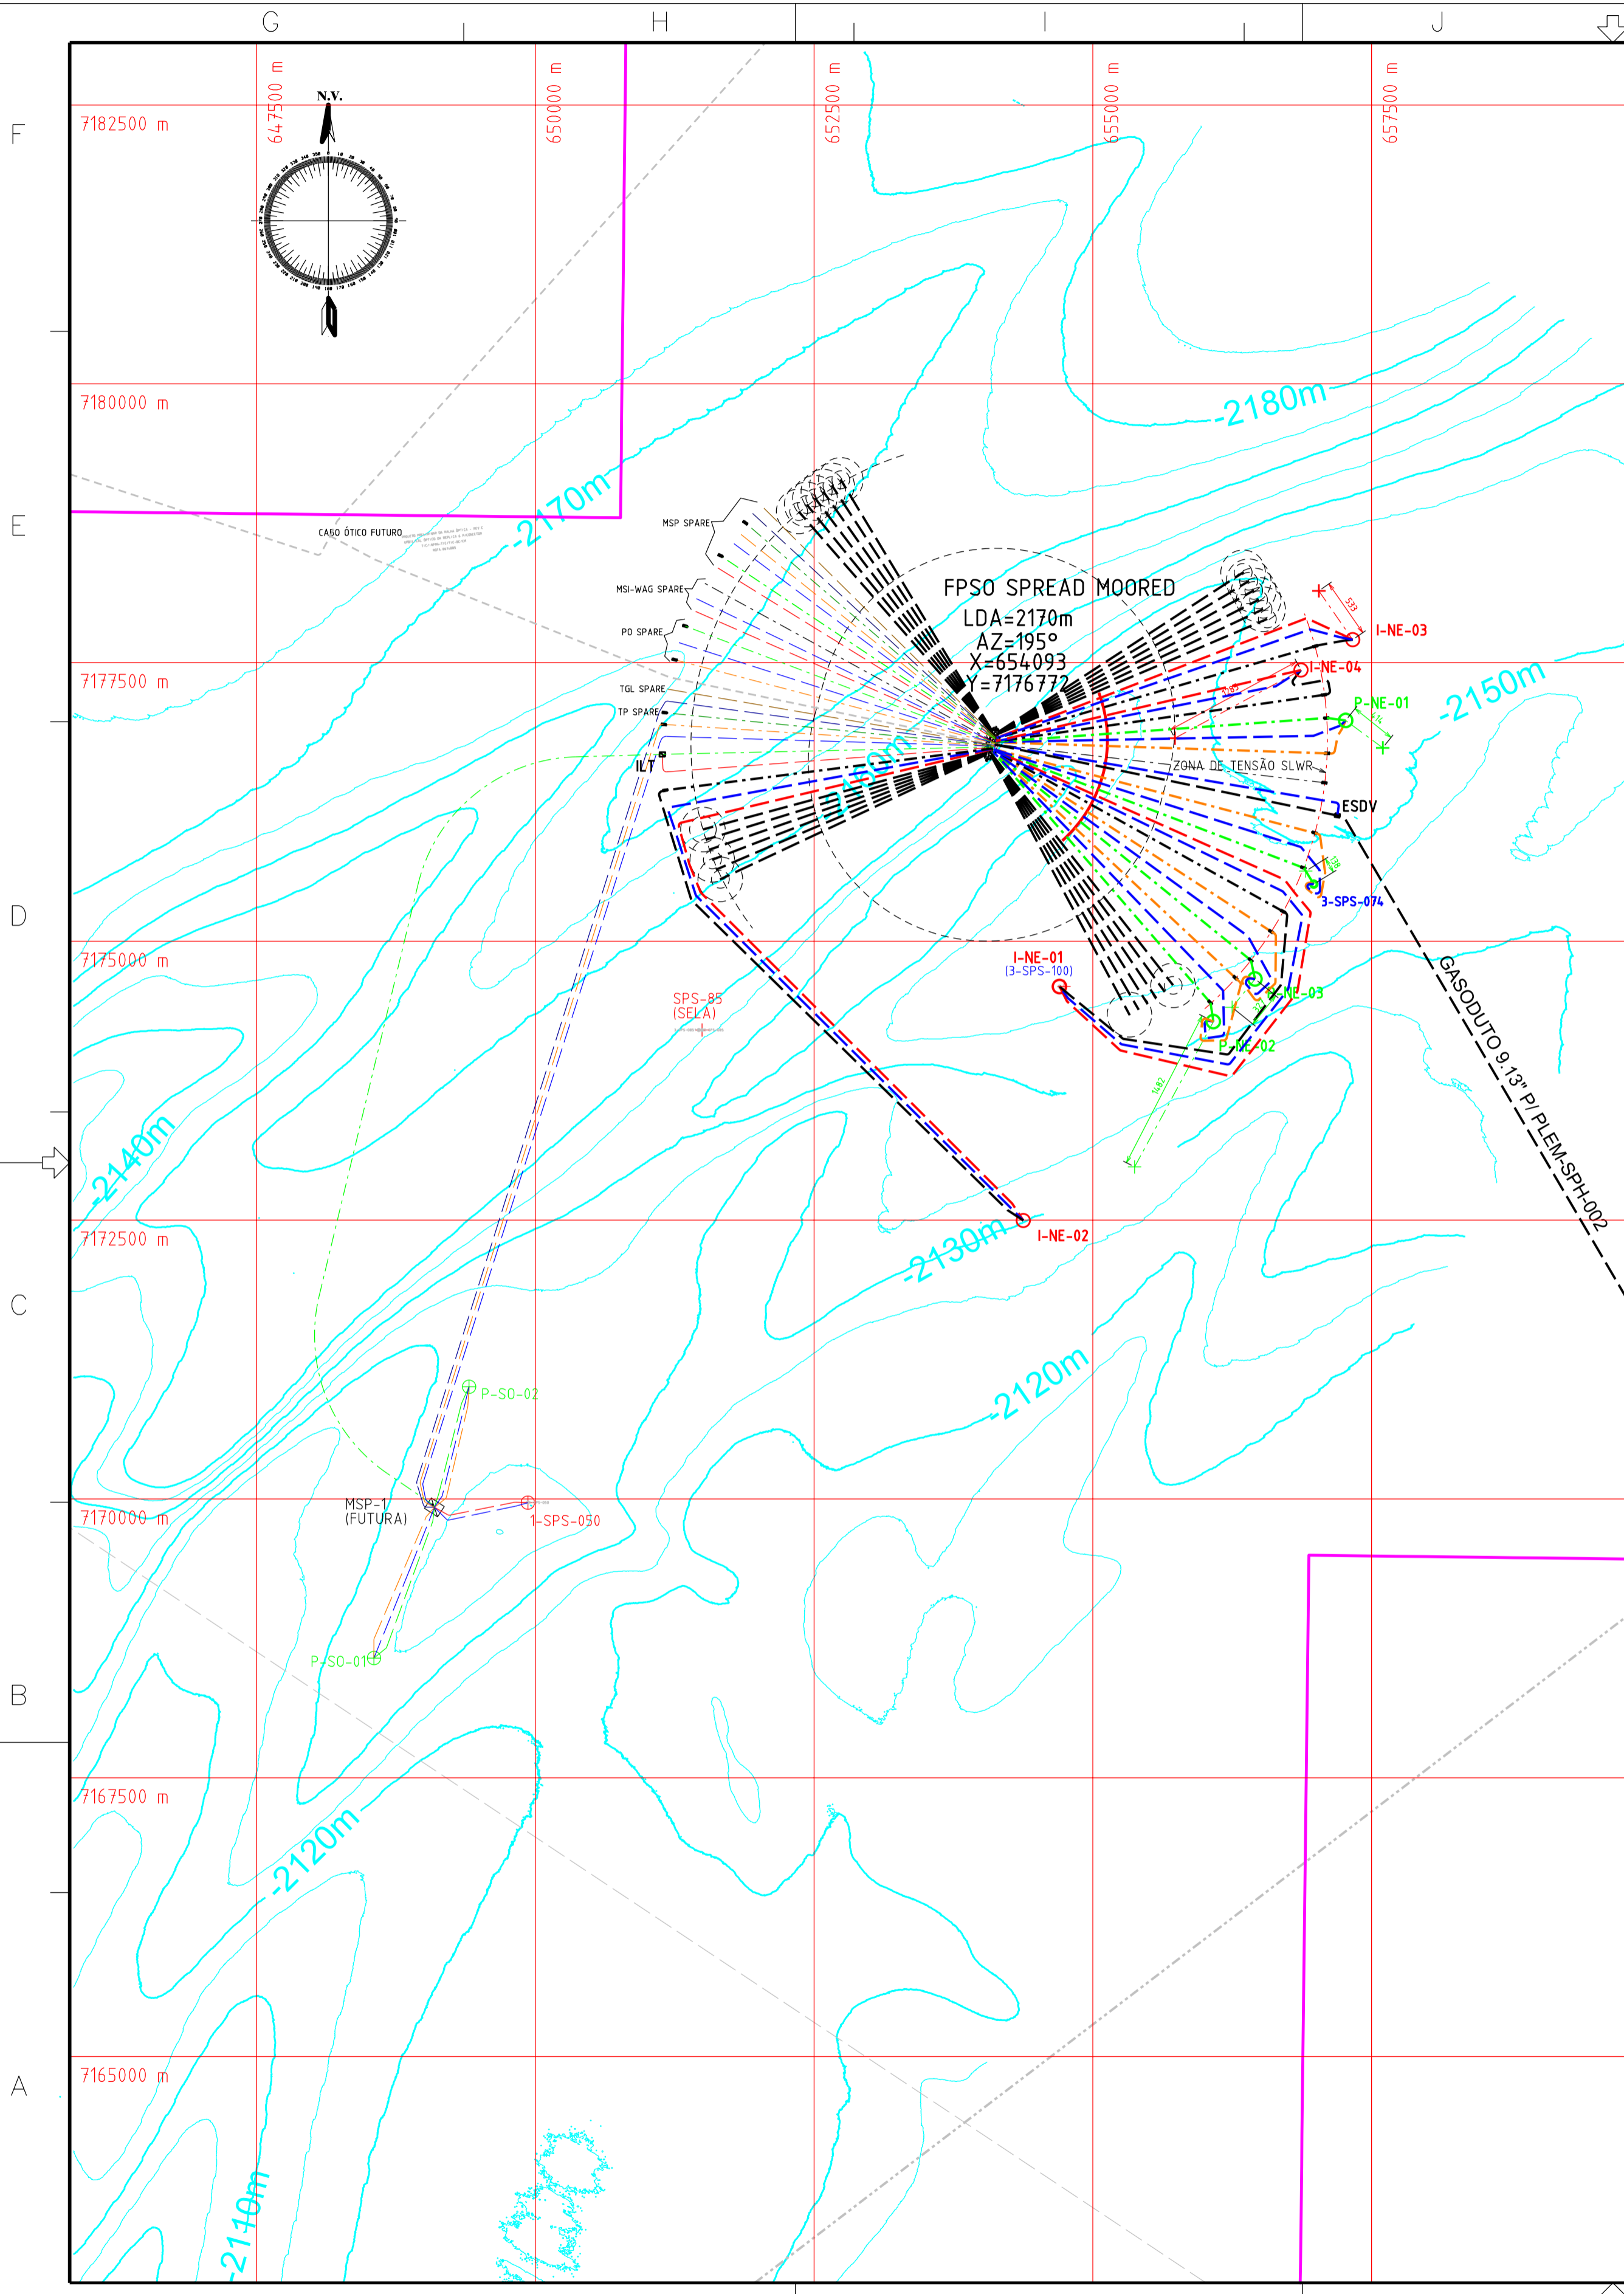 G
H
I
J
F
E
D
C
B
A
647500 m
650000 m
652500 m
655000 m
657500 m
N.V.
7182500 m
7180000 m
-2180m
-2170m
CABO ÓTICO FUTURO
MSP SPARE
MSI-WAG SPARE
PO SPARE
TGL SPARE
TP SPARE
ILT
FPSO SPREAD MOORED
LDA=2170m
AZ=195°
X=654093
Y=7176772
533
I-NE-03
I-NE-04
7177500 m
P-NE-01
-2150m
ZONA DE TENSÃO SLWR
-2160m
ESDV
3-SPS-074
7175000 m
I-NE-01
(3-SPS-100)
SPS-85
(SELA)
P-NE-02
1482
GASODUTO 9.13" P/ PLEM-SPH-002
-2140m
7172500 m
I-NE-02
-2130m
-2120m
P-SO-02
MSP-1
(FUTURA)
7170000 m
1-SPS-050
P-SO-01
7167500 m
-2120m
7165000 m
-2110m